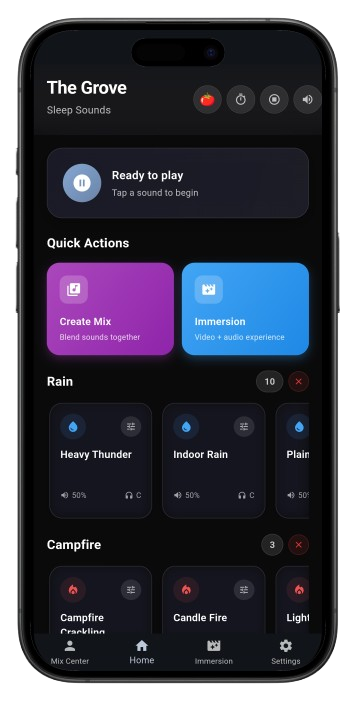 The Grove
Sleep Sounds
Ready to play
Tap a sound to begin
Quick Actions
Create Mix
Blend sounds together
Immersion
Video + audio experience
Rain
10
Heavy Thunder
50%
C
Indoor Rain
50%
C
Plain
50%
Campfire
3
Campfire
Crackling
Candle Fire
Light
Mix Center
Home
Immersion
Settings